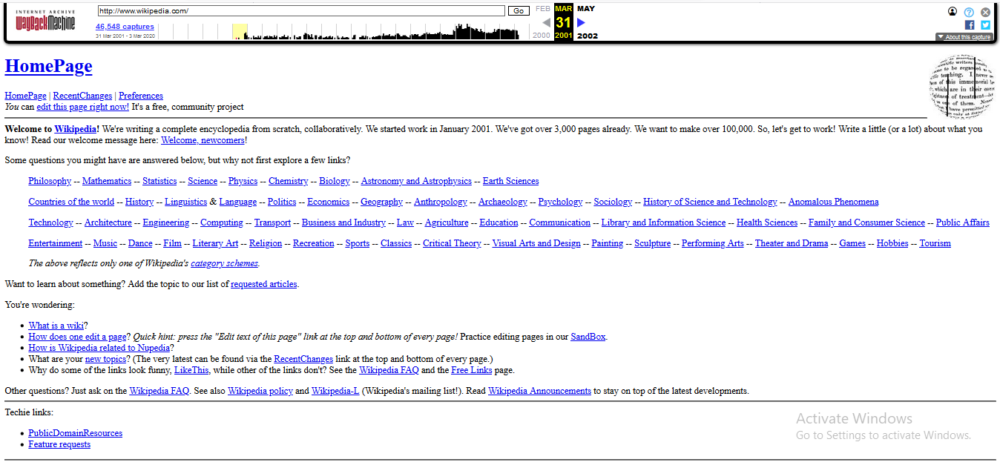 INTERNET ARCHIVE
WayBackMachine
http://www.wikipedia.com/
Go
FEB MAR MAY
46,548 captures
31
31 Mar 2001 - 3 Mar 2020
2000 2001 2002
About this capture
HomePage
HomePage | RecentChanges | Preferences
You can edit this page right now! It's a free, community project
Welcome to Wikipedia! We're writing a complete encyclopedia from scratch, collaboratively. We started work in January 2001. We've got over 3,000 pages already. We want to make over 100,000. So, let's get to work! Write a little (or a lot) about what you
know! Read our welcome message here: Welcome, newcomers!
Some questions you might have are answered below, but why not first explore a few links?
Philosophy -- Mathematics -- Statistics -- Science -- Physics -- Chemistry -- Biology -- Astronomy and Astrophysics -- Earth Sciences
Countries of the world -- History -- Linguistics & Language -- Politics -- Economics -- Geography -- Anthropology -- Archaeology -- Psychology -- Sociology -- History of Science and Technology -- Anomalous Phenomena
Technology -- Architecture -- Engineering -- Computing -- Transport -- Business and Industry -- Law -- Agriculture -- Education -- Communication -- Library and Information Science -- Health Sciences -- Family and Consumer Science -- Public Affairs
Entertainment -- Music -- Dance -- Film -- Literary Art -- Religion -- Recreation -- Sports -- Classics -- Critical Theory -- Visual Arts and Design -- Painting -- Sculpture -- Performing Arts -- Theater and Drama -- Games -- Hobbies -- Tourism
The above reflects only one of Wikipedia's category schemes.
Want to learn about something? Add the topic to our list of requested articles.
You're wondering:
What is a wiki?
How does one edit a page? Quick hint: press the "Edit text of this page" link at the top and bottom of every page! Practice editing pages in our SandBox.
How is Wikipedia related to Nupedia?
What are your new topics? (The very latest can be found via the RecentChanges link at the top and bottom of every page.)
Why do some of the links look funny, LikeThis, while other of the links don't? See the Wikipedia FAQ and the Free Links page.
Other questions? Just ask on the Wikipedia FAQ. See also Wikipedia policy and Wikipedia-L (Wikipedia's mailing list!). Read Wikipedia Announcements to stay on top of the latest developments.
Techie links:
PublicDomainResources
Feature requests
Activate Windows
Go to Settings to activate Windows.